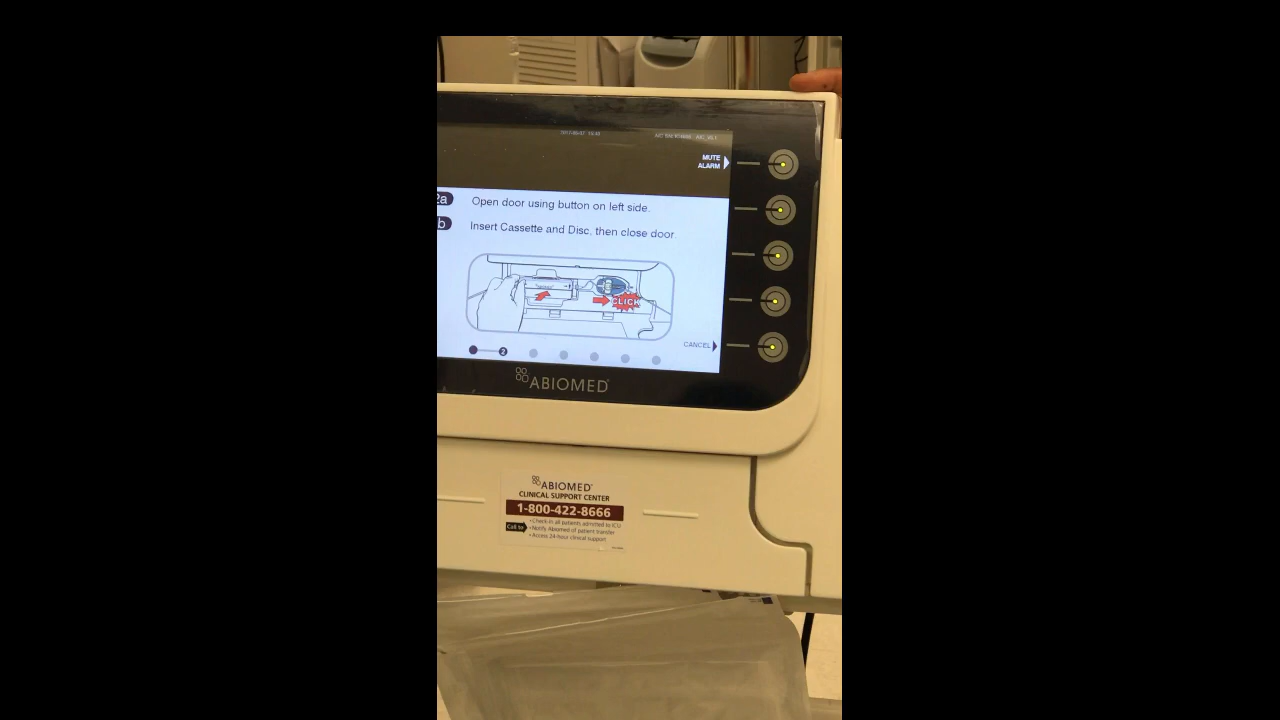 MUTE
ALARM
2a Open door using button on left side.
b Insert Cassette and Disc, then close door.
CLICK
CANCEL
2
ABIOMED
ABIOMED
CLINICAL SUPPORT CENTER
1-800-422-8666
Call to:
• Check-in all patients admitted to ICU
• Notify Abiomed of patient transfer
• Access 24-hour clinical support